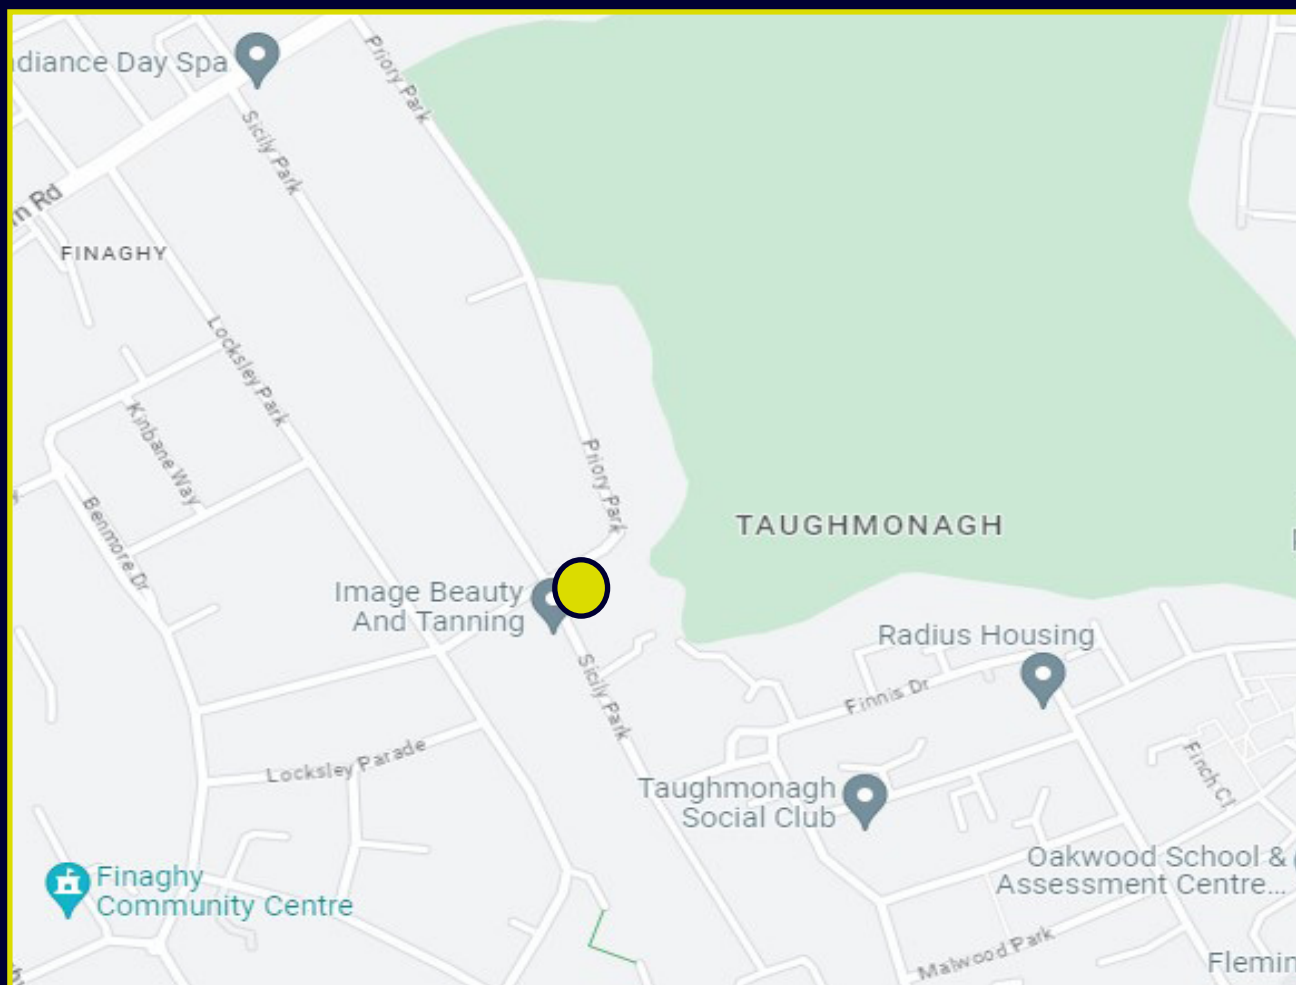 diance Day Spa
Priory Park
Sicily Park
n Rd
FINAGHY
Locksley Park
Kinbane Way
Priory Park
Benmore Dr
TAUGHMONAGH
Image Beauty
And Tanning
Radius Housing
Sicily Park
Finnis Dr
Locksley Parade
Finch Cl
Taughmonagh
Social Club
Oakwood School &
Assessment Centre...
Finaghy
Community Centre
Malwood Park
Flemin